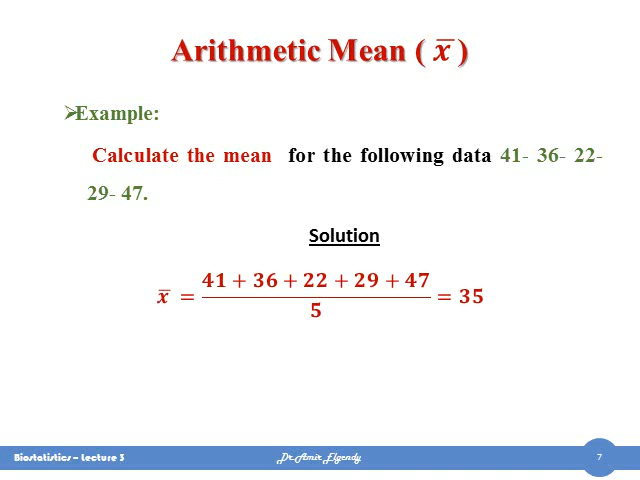 Arithmetic Mean ( x̅ )
➢Example:
Calculate the mean for the following data 41- 36- 22-
29- 47.
Solution
x̅ = (41 + 36 + 22 + 29 + 47) / 5 = 35
Biostatistics – Lecture 3 Dr.Amir Elgendy 7